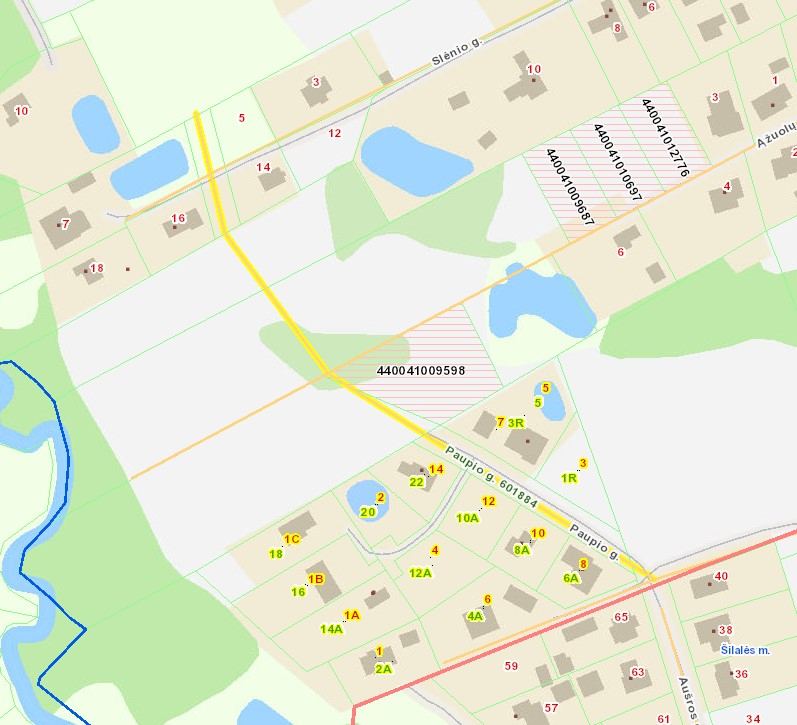 6
8
Slėnio g.
10
1
3
3
10
5
12
Ažuolų
440041012776
440041010697
440041009687
14
2
4
16
7
6
18
440041009598
5
5
7
3R
3
1R
Paupio g. 601884
14
22
2
20
12
10A
Paupio g.
10
8A
1C
18
4
12A
8
6A
1B
16
40
6
4A
1A
14A
65
38
Šilalės m.
1
2A
59
63
36
Aušros
57
61
34